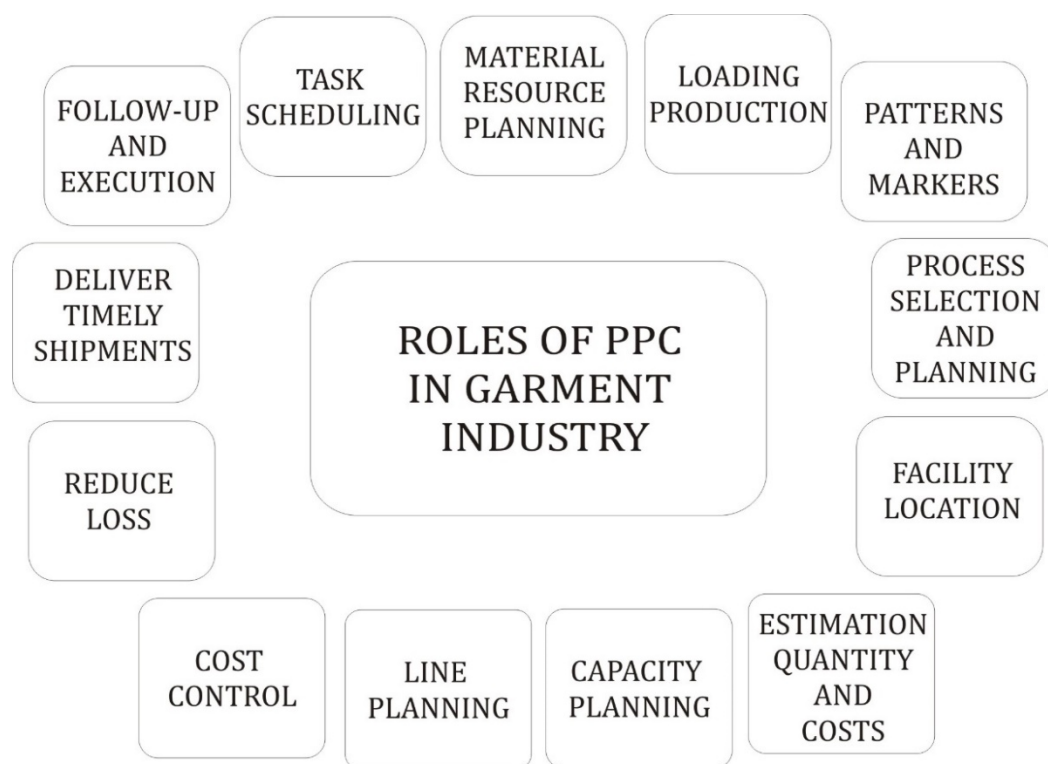 FOLLOW-UP
AND
EXECUTION
TASK
SCHEDULING
MATERIAL
RESOURCE
PLANNING
LOADING
PRODUCTION
PATTERNS
AND
MARKERS
DELIVER
TIMELY
SHIPMENTS
ROLES OF PPC
IN GARMENT
INDUSTRY
PROCESS
SELECTION
AND
PLANNING
REDUCE
LOSS
FACILITY
LOCATION
COST
CONTROL
LINE
PLANNING
CAPACITY
PLANNING
ESTIMATION
QUANTITY
AND
COSTS